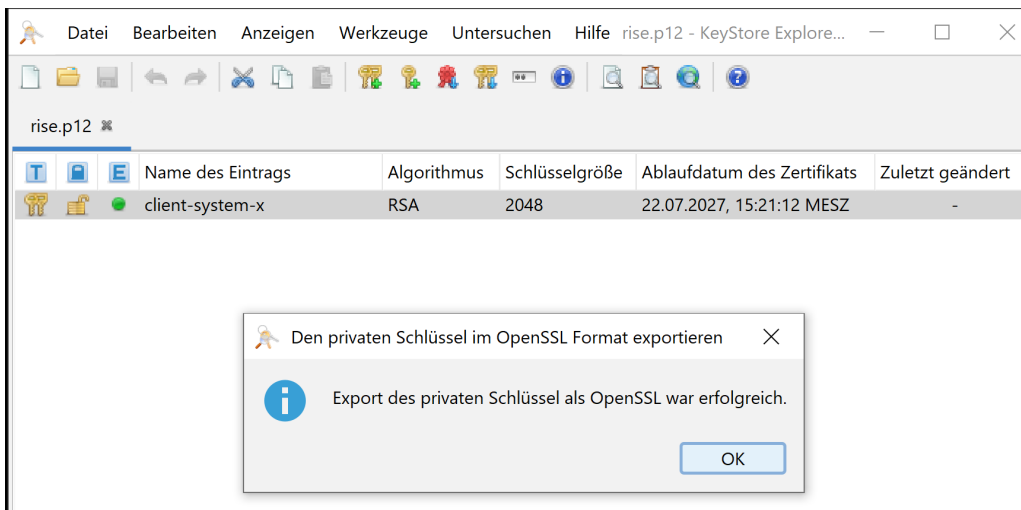 Datei Bearbeiten Anzeigen Werkzeuge Untersuchen Hilfe rise.p12 - KeyStore Explore...
rise.p12
T E Name des Eintrags Algorithmus Schlüsselgröße Ablaufdatum des Zertifikats Zuletzt geändert
client-system-x RSA 2048 22.07.2027, 15:21:12 MESZ -
Den privaten Schlüssel im OpenSSL Format exportieren
Export des privaten Schlüssel als OpenSSL war erfolgreich.
OK